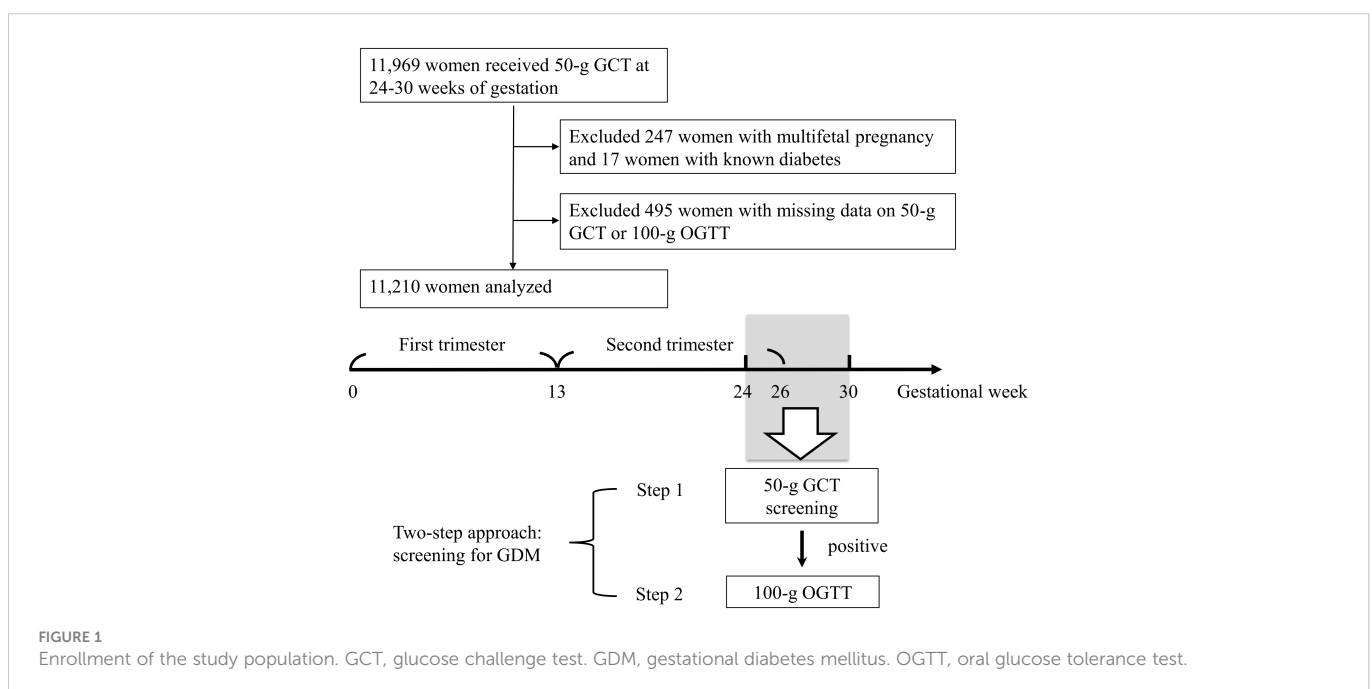 11,969 women received 50-g GCT at
24-30 weeks of gestation
Excluded 247 women with multifetal pregnancy
and 17 women with known diabetes
Excluded 495 women with missing data on 50-g
GCT or 100-g OGTT
11,210 women analyzed
First trimester
Second trimester
0
13
24
26
30
Gestational week
Step 1
50-g GCT
screening
Two-step approach:
screening for GDM
positive
Step 2
100-g OGTT
FIGURE 1
Enrollment of the study population. GCT, glucose challenge test. GDM, gestational diabetes mellitus. OGTT, oral glucose tolerance test.